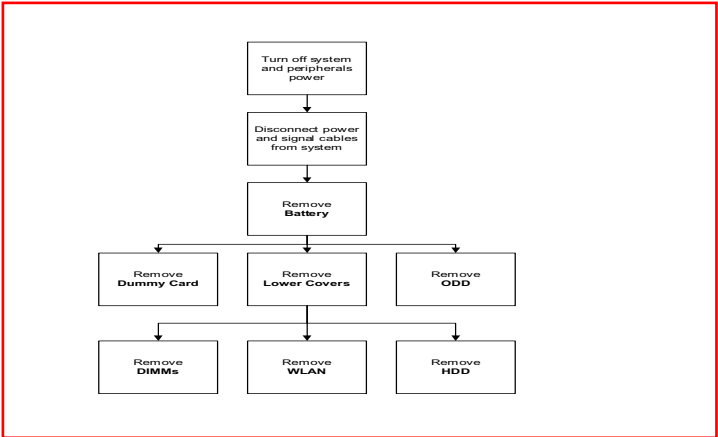 Turn off system
and peripherals
power
Disconnect power
and signal cables
from system
Remove
Battery
Remove
Dummy Card
Remove
Lower Covers
Remove
ODD
Remove
DIMMs
Remove
WLAN
Remove
HDD